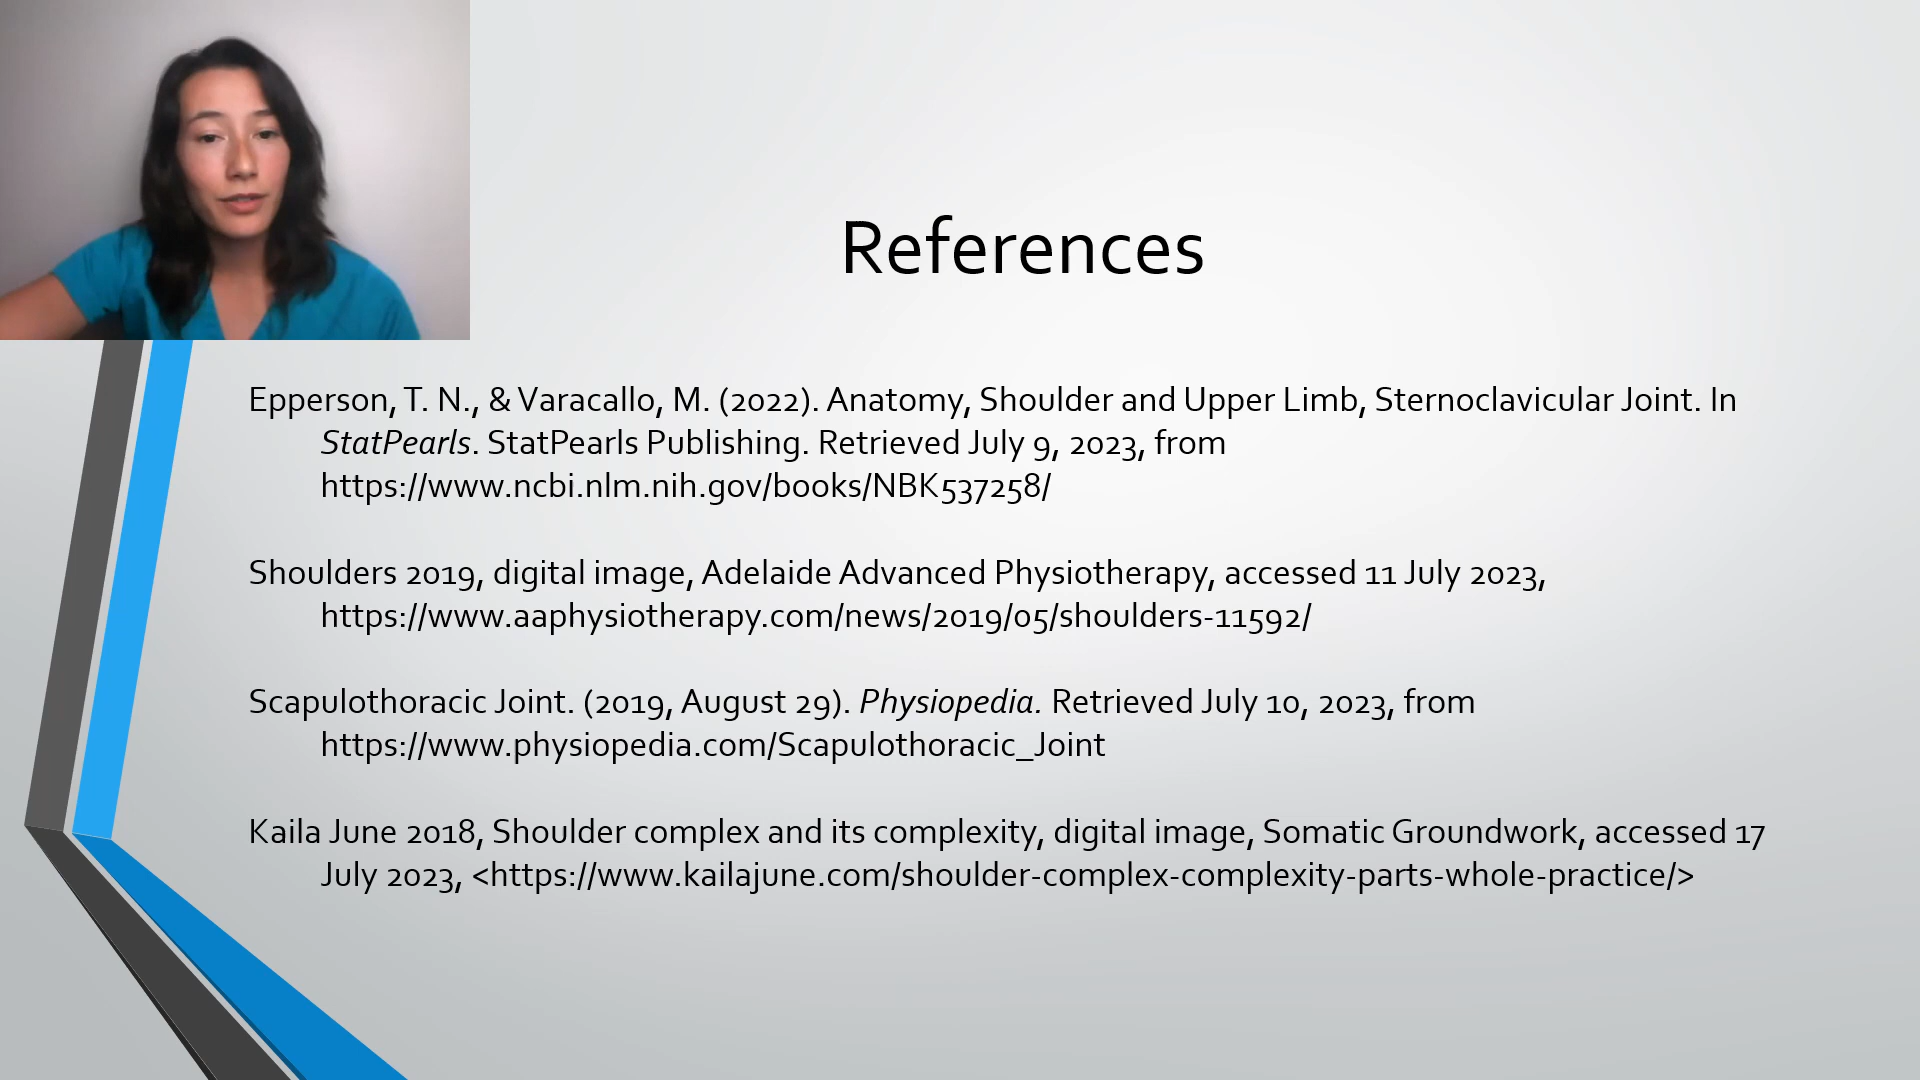 References
Epperson, T. N., & Varacallo, M. (2022). Anatomy, Shoulder and Upper Limb, Sternoclavicular Joint. In
StatPearls. StatPearls Publishing. Retrieved July 9, 2023, from
https://www.ncbi.nlm.nih.gov/books/NBK537258/
Shoulders 2019, digital image, Adelaide Advanced Physiotherapy, accessed 11 July 2023,
https://www.aaphysiotherapy.com/news/2019/05/shoulders-11592/
Scapulothoracic Joint. (2019, August 29). Physiopedia. Retrieved July 10, 2023, from
https://www.physiopedia.com/Scapulothoracic_Joint
Kaila June 2018, Shoulder complex and its complexity, digital image, Somatic Groundwork, accessed 17
July 2023, <https://www.kailajune.com/shoulder-complex-complexity-parts-whole-practice/>